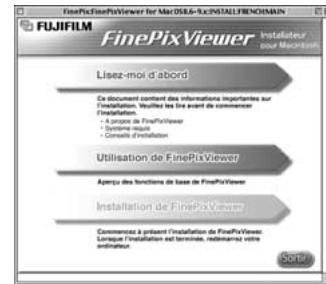 FinePix:FinePixViewer for MacOS8.6-9.x:INSTALL:FRENCH:MAIN
FUJIFILM
FinePixViewer
Installateur
pour Macintosh
Lisez-moi d'abord
Ce document contient des informations importantes sur
l'installation. Veuillez les lire avant de commencer
l'installation.
- A propos de FinePixViewer
- Système requis
- Conseils d'installation
Utilisation de FinePixViewer
Aperçu des fonctions de base de FinePixViewer
Installation de FinePixViewer
Commencez à présent l'installation de FinePixViewer.
Lorsque l'installation est terminée, redémarrez votre
ordinateur.
Sortir